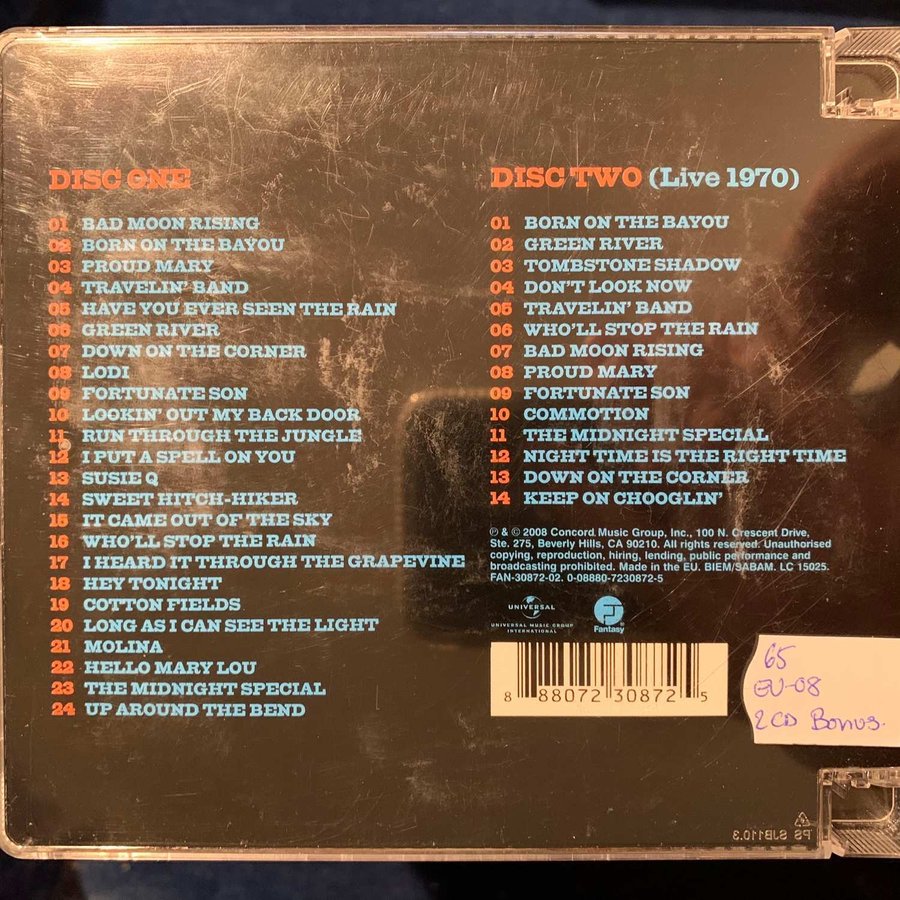 DISC ONE
01 BAD MOON RISING
02 BORN ON THE BAYOU
03 PROUD MARY
04 TRAVELIN' BAND
05 HAVE YOU EVER SEEN THE RAIN
06 GREEN RIVER
07 DOWN ON THE CORNER
08 LODI
09 FORTUNATE SON
10 LOOKIN' OUT MY BACK DOOR
11 RUN THROUGH THE JUNGLE
12 I PUT A SPELL ON YOU
13 SUSIE Q
14 SWEET HITCH-HIKER
15 IT CAME OUT OF THE SKY
16 WHO'LL STOP THE RAIN
17 I HEARD IT THROUGH THE GRAPEVINE
18 HEY TONIGHT
19 COTTON FIELDS
20 LONG AS I CAN SEE THE LIGHT
21 MOLINA
22 HELLO MARY LOU
23 THE MIDNIGHT SPECIAL
24 UP AROUND THE BEND
DISC TWO (Live 1970)
01 BORN ON THE BAYOU
02 GREEN RIVER
03 TOMBSTONE SHADOW
04 DON'T LOOK NOW
05 TRAVELIN' BAND
06 WHO'LL STOP THE RAIN
07 BAD MOON RISING
08 PROUD MARY
09 FORTUNATE SON
10 COMMOTION
11 THE MIDNIGHT SPECIAL
12 NIGHT TIME IS THE RIGHT TIME
13 DOWN ON THE CORNER
14 KEEP ON CHOOGLIN'
℗ & © 2008 Concord Music Group, Inc., 100 N. Crescent Drive,
Ste. 275, Beverly Hills, CA 90210. All rights reserved. Unauthorised
copying, reproduction, hiring, lending, public performance and
broadcasting prohibited. Made in the EU. BIEM/SABAM. LC 15025.
FAN-30872-02. 0-08880-7230872-5
UNIVERSAL
UNIVERSAL MUSIC GROUP
INTERNATIONAL
Fantasy
8 88072 30872 5
65
EU-08
2 CD Bonus.
PS SJB110.3